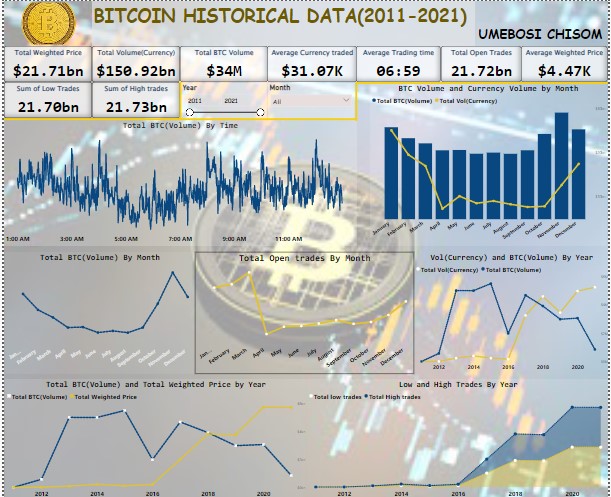 BITCOIN HISTORICAL DATA(2011-2021)
UMEBOSI CHISOM
Total Weighted Price
$21.71bn
Total Volume(Currency)
$150.92bn
Total BTC Volume
$34M
Average Currency traded
$31.07K
Average Trading time
06:59
Total Open Trades
21.72bn
Average Weighted Price
$4.47K
Sum of Low Trades
21.70bn
Sum of High trades
21.73bn
Year
2011 2021
Month
All
BTC Volume and Currency Volume by Month
Total BTC(Volume) Total Vol(Currency)
January February March April May June July August September October November December
Total BTC(Volume) By Time
1:00 AM 3:00 AM 5:00 AM 7:00 AM 9:00 AM 11:00 AM
Total BTC(Volume) By Month
Jan... February March April May June July August September October November December
Total Open trades By Month
Jan... February March April May June July August September October November December
Vol(Currency) and BTC(Volume) By Year
Total Vol(Currency) Total BTC(Volume)
2012 2014 2016 2018 2020
Total BTC(Volume) and Total Weighted Price by Year
Total BTC(Volume) Total Weighted Price
2012 2014 2016 2018 2020
Low and High Trades By Year
Total low trades Total High trades
2012 2014 2016 2018 2020